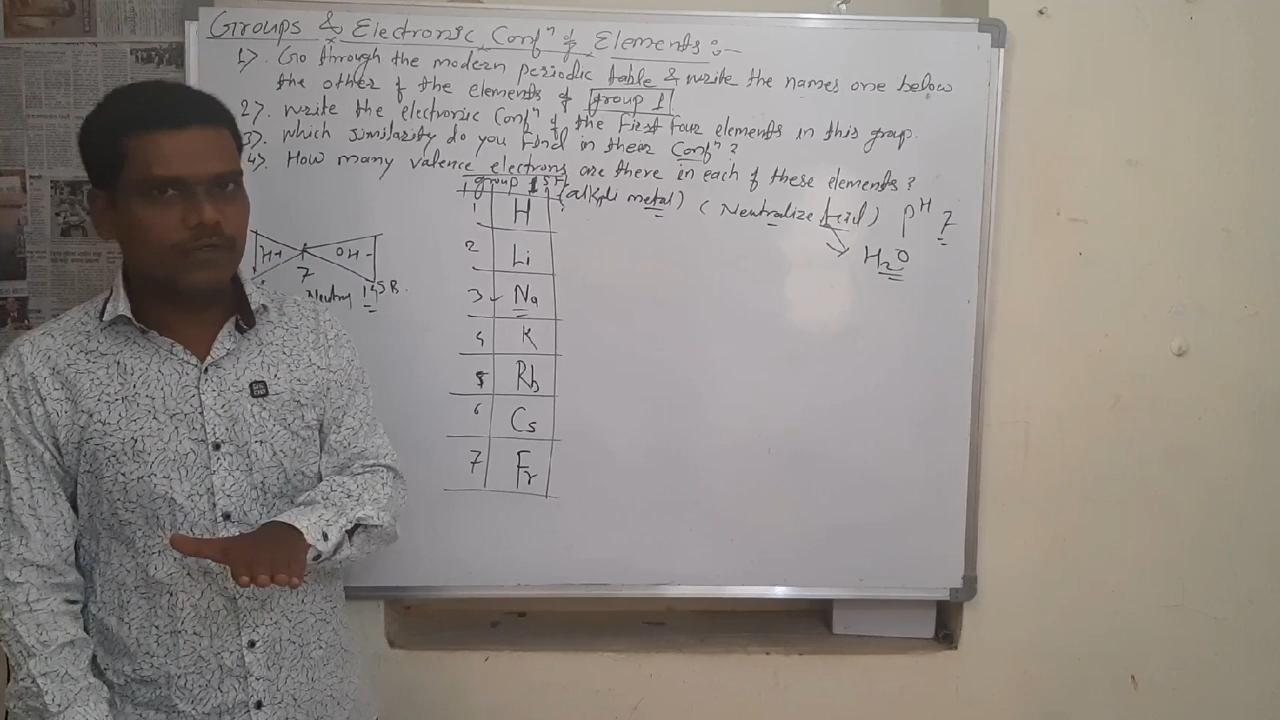 Groups & Electronic Confⁿ of Elements :-
1). Go through the modern periodic table & write the names one below
the other of the elements of group 1
2). write the electronic Confⁿ of the first four elements in this group.
3). which similarity do you find in their Confⁿ ?
4). How many valence electrons are there in each of these elements ?
group 1st (alkali metal) (Neutralize Acid) pH 7
H₂O
1 H
2 Li
3 Na
4 K
5 Rb
6 Cs
7 Fr
H+ OH-
7
14 S B.